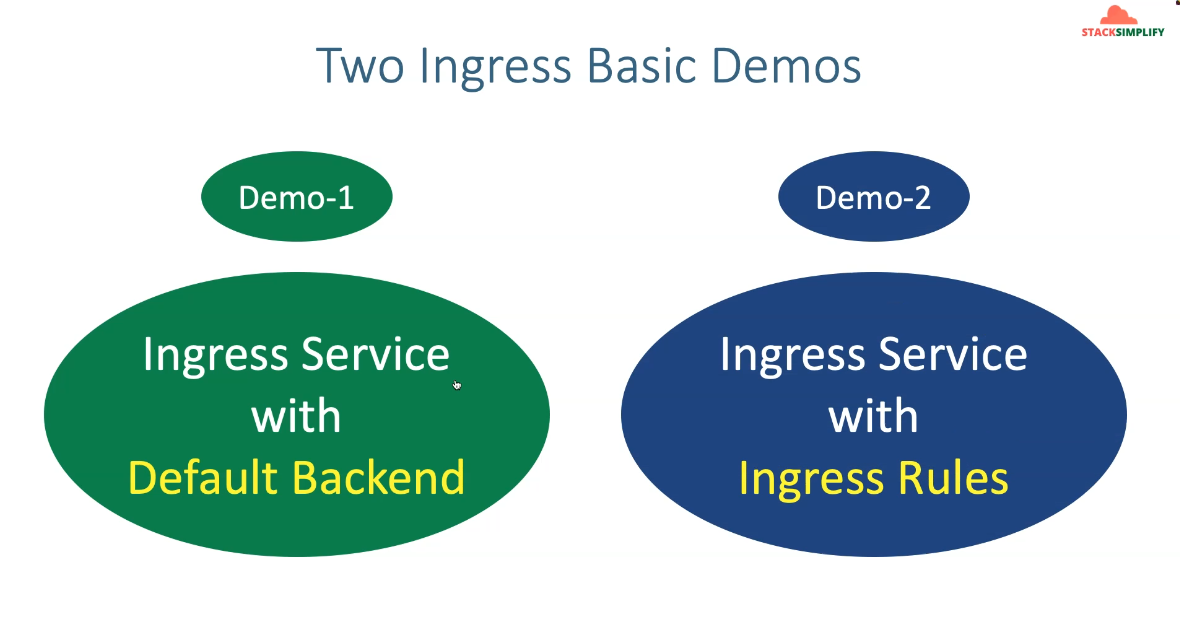 STACKSIMPLIFY
Two Ingress Basic Demos
Demo-1
Demo-2
Ingress Service
with
Default Backend
Ingress Service
with
Ingress Rules